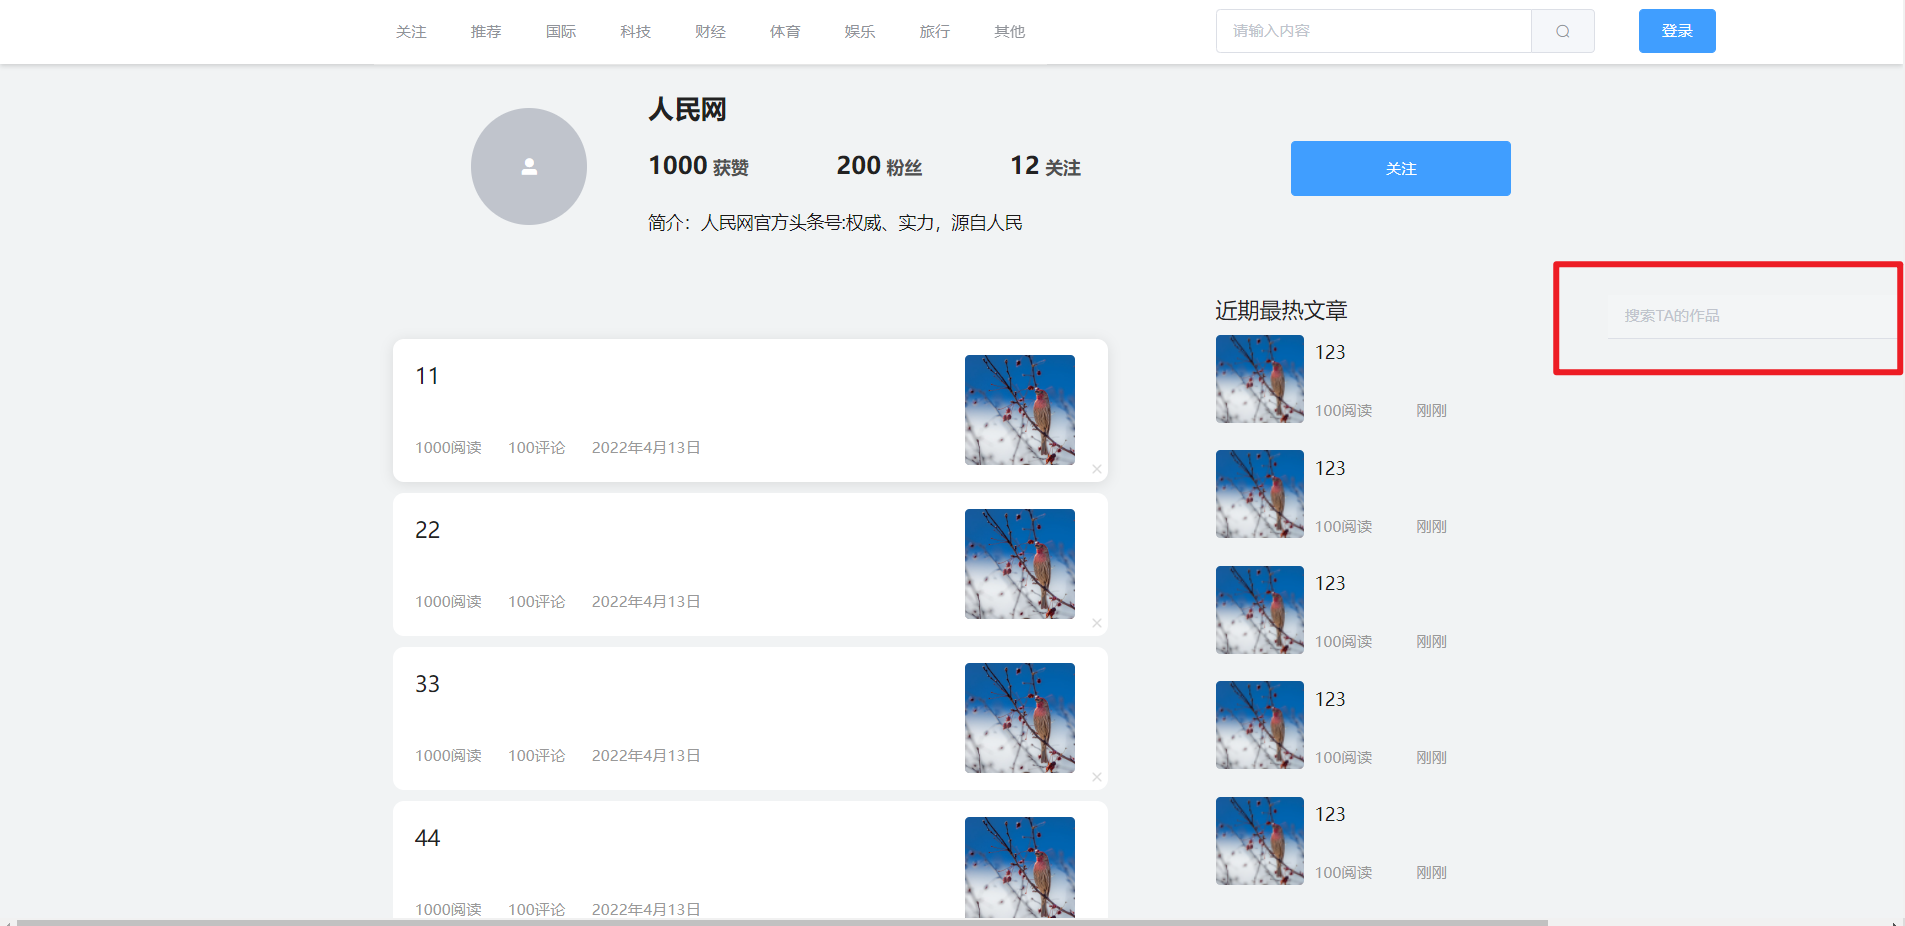 关注 推荐 国际 科技 财经 体育 娱乐 旅行 其他 请输入内容 登录
人民网
1000 获赞 200 粉丝 12 关注 关注
简介：人民网官方头条号:权威、实力，源自人民
近期最热文章
搜索TA的作品
11
1000阅读 100评论 2022年4月13日
22
1000阅读 100评论 2022年4月13日
33
1000阅读 100评论 2022年4月13日
44
1000阅读 100评论 2022年4月13日
123
100阅读 刚刚
123
100阅读 刚刚
123
100阅读 刚刚
123
100阅读 刚刚
123
100阅读 刚刚